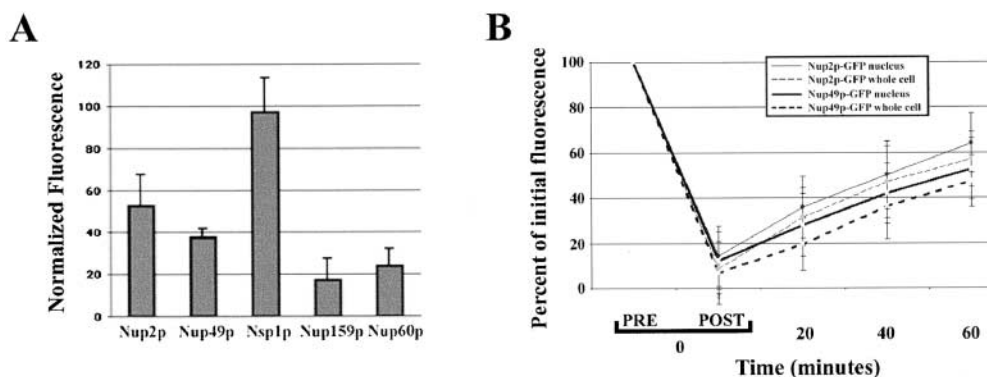 A
Normalized Fluorescence
120
100
80
60
40
20
0
Nup2p Nup49p Nsp1p Nup159p Nup60p
B
Percent of initial fluorescence
100
80
60
40
20
0
Nup2p-GFP nucleus
Nup2p-GFP whole cell
Nup49p-GFP nucleus
Nup49p-GFP whole cell
PRE POST
0 20 40 60
Time (minutes)